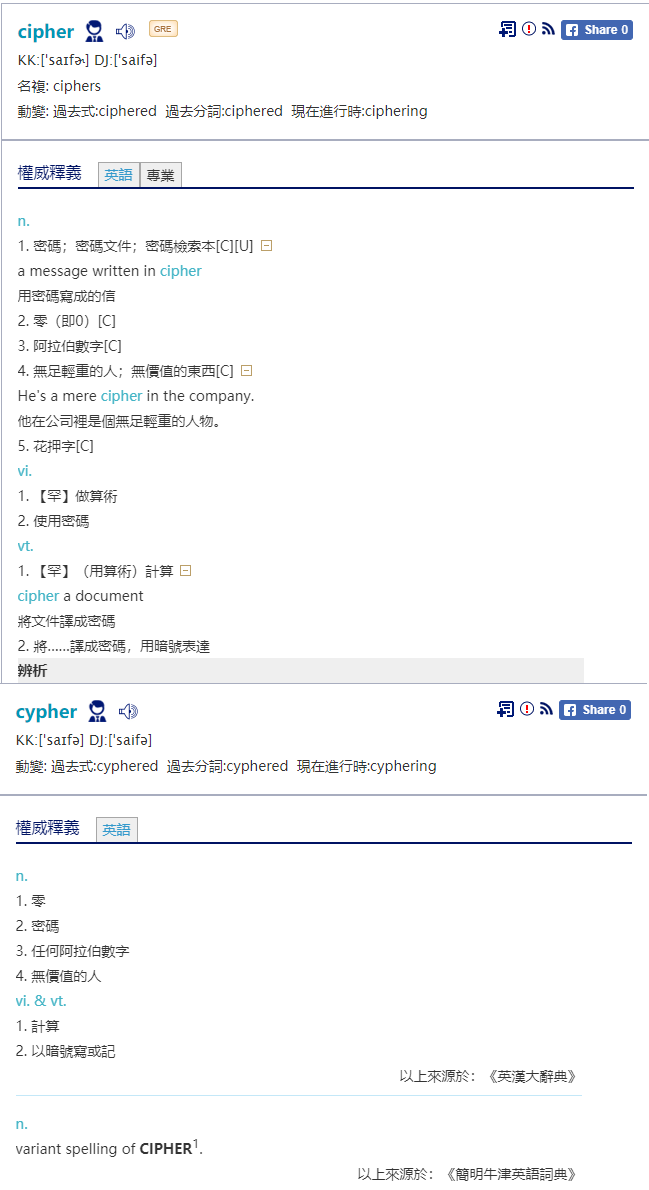 cipher GRE Share 0
KK:['saɪfɚ] DJ:['saifə]
名複: ciphers
動變: 過去式:ciphered 過去分詞:ciphered 現在進行時:ciphering
權威釋義 英語 專業
n.
1. 密碼；密碼文件；密碼檢索本[C][U]
a message written in cipher
用密碼寫成的信
2. 零（即0）[C]
3. 阿拉伯數字[C]
4. 無足輕重的人；無價值的東西[C]
He's a mere cipher in the company.
他在公司裡是個無足輕重的人物。
5. 花押字[C]
vi.
1. 【罕】做算術
2. 使用密碼
vt.
1. 【罕】（用算術）計算
cipher a document
將文件譯成密碼
2. 將……譯成密碼，用暗號表達
辨析
cypher Share 0
KK:['saɪfə] DJ:['saifə]
動變: 過去式:cyphered 過去分詞:cyphered 現在進行時:cyphering
權威釋義 英語
n.
1. 零
2. 密碼
3. 任何阿拉伯數字
4. 無價值的人
vi. & vt.
1. 計算
2. 以暗號寫或記
以上來源於：《英漢大辭典》
n.
variant spelling of CIPHER¹.
以上來源於：《簡明牛津英語詞典》